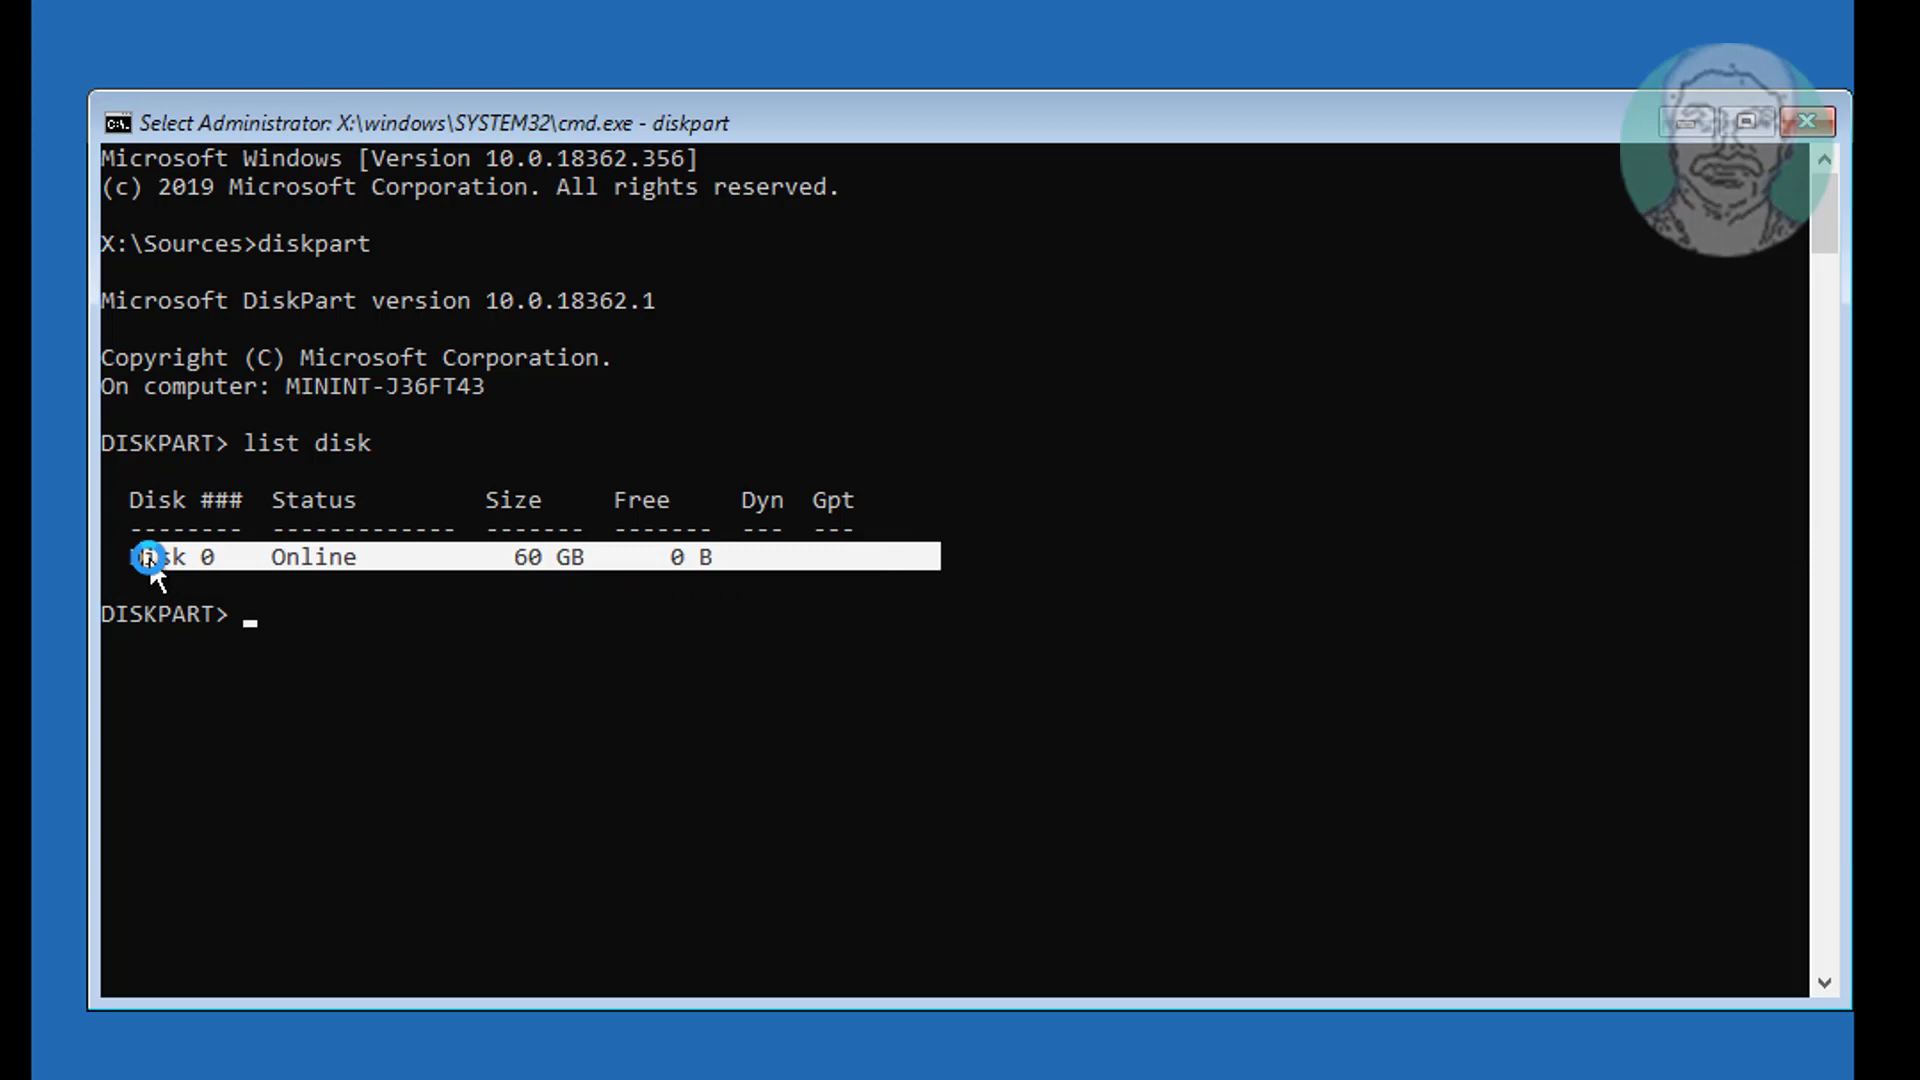 Select Administrator: X:\windows\SYSTEM32\cmd.exe - diskpart
Microsoft Windows [Version 10.0.18362.356]
(c) 2019 Microsoft Corporation. All rights reserved.
X:\Sources>diskpart
Microsoft DiskPart version 10.0.18362.1
Copyright (C) Microsoft Corporation.
On computer: MININT-J36FT43
DISKPART> list disk
Disk ###  Status         Size     Free     Dyn  Gpt
--------  -------------  -------  -------  ---  ---
Disk 0    Online           60 GB      0 B
DISKPART>